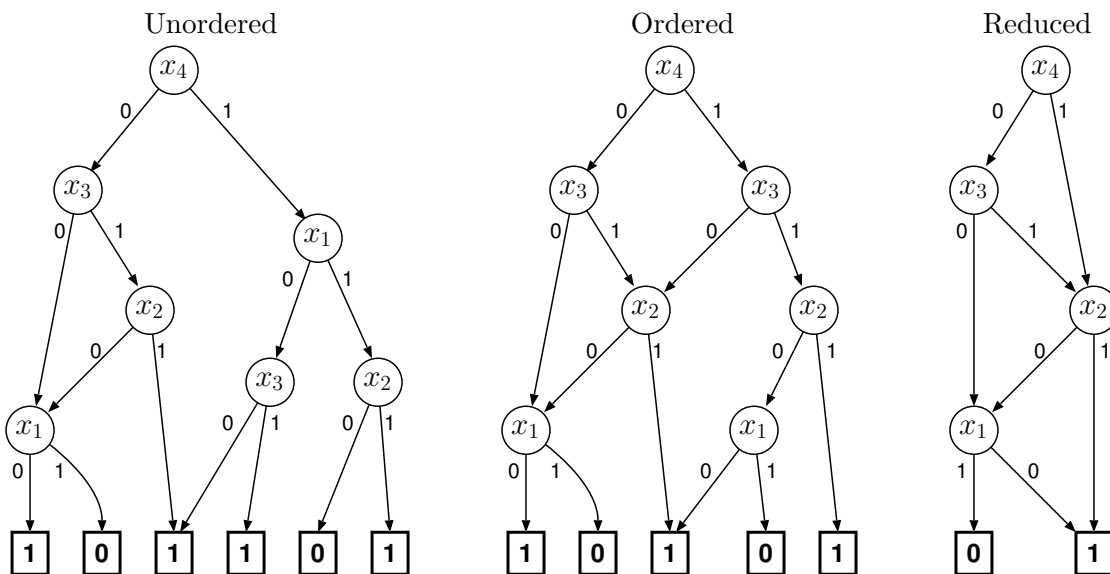 Unordered Ordered Reduced
x₄ x₄ x₄
0 1 0 1 0 1
x₃ x₃ x₃ x₃
0 1 x₁ 0 1 0 1 0 1
0 1
x₂ x₂ x₂ x₂
0 1 0 1 0 1 0 1
x₃ x₂
0 1 0 1
x₁ x₁ x₁ x₁
0 1 0 1 0 1 1 0
1 0 1 1 0 1 1 0 1 0 1 0 1